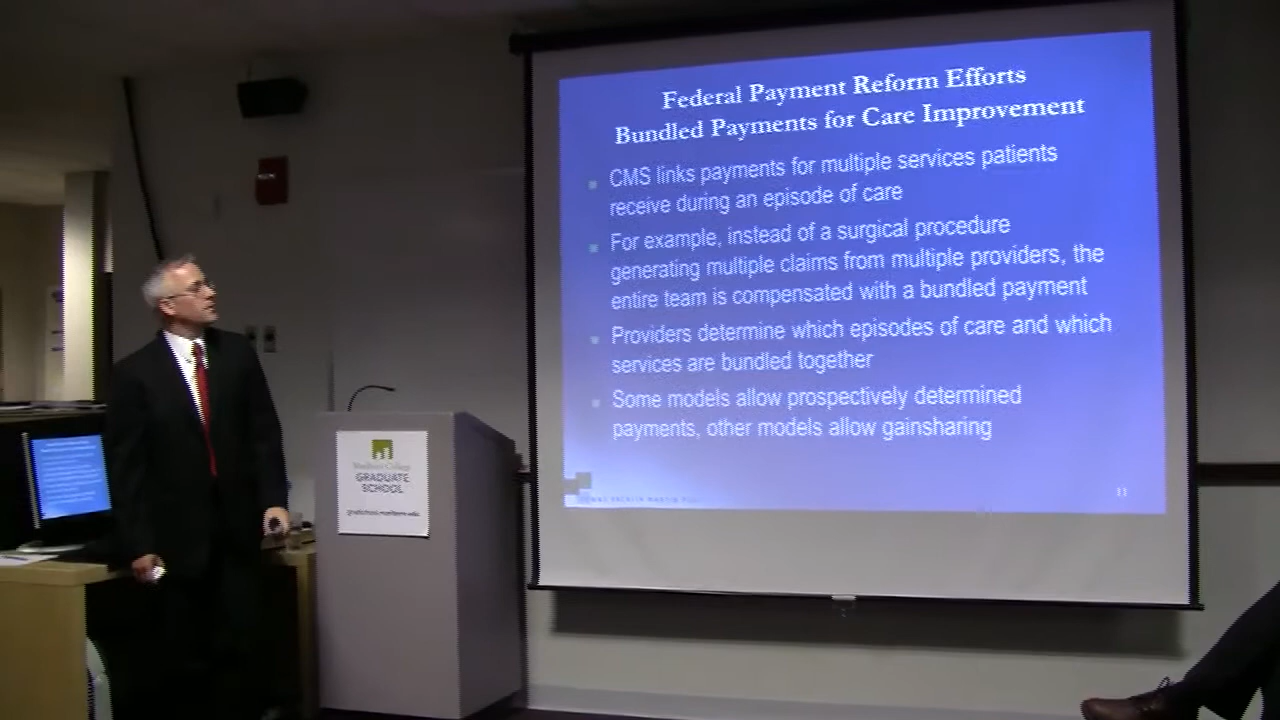 Federal Payment Reform Efforts
Bundled Payments for Care Improvement
CMS links payments for multiple services patients
receive during an episode of care
For example, instead of a surgical procedure
generating multiple claims from multiple providers, the
entire team is compensated with a bundled payment
Providers determine which episodes of care and which
services are bundled together
Some models allow prospectively determined
payments, other models allow gainsharing
11
GRADUATE
SCHOOL